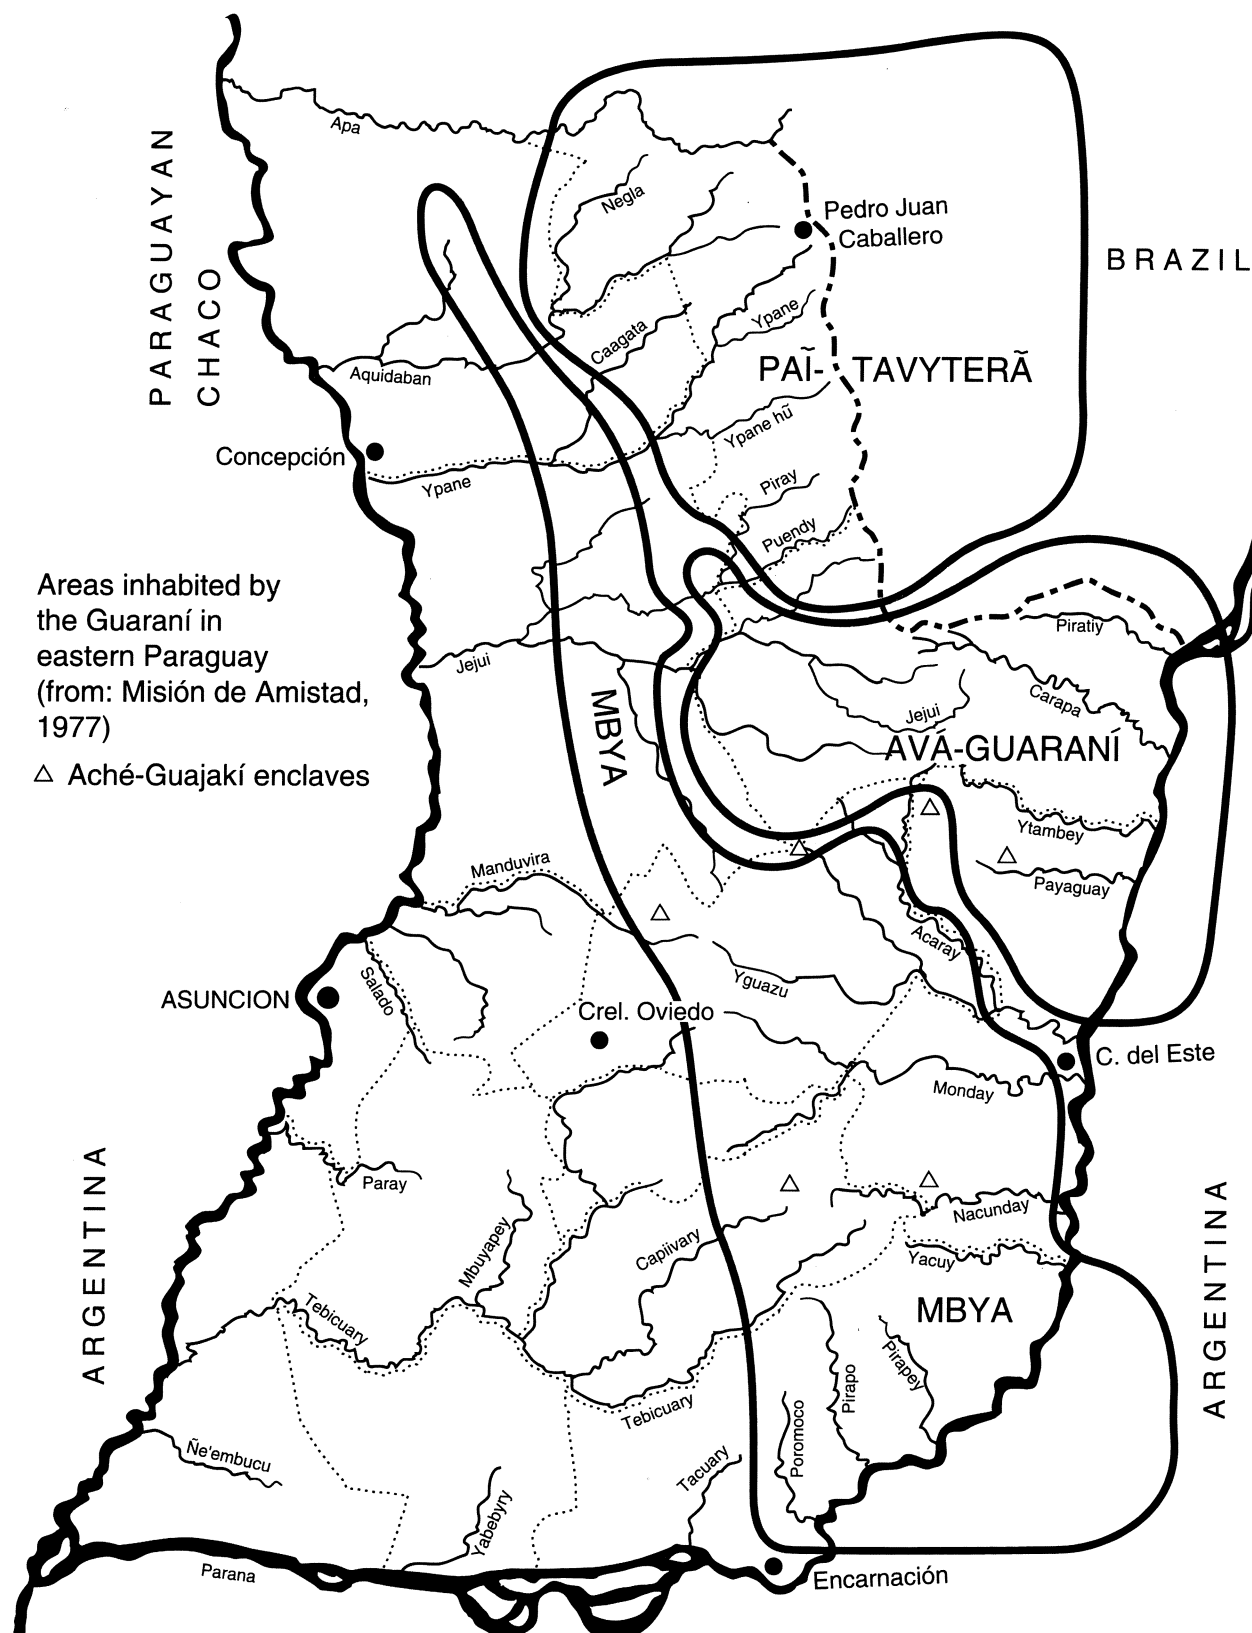 Apa
PARAGUAYAN
CHACO
Negla
Pedro Juan
Caballero
BRAZIL
Ypane
Caagata
PAĨ- TAVYTERÃ
Aquidaban
Ypane hũ
Concepción
Ypane
Piray
Puendy
Areas inhabited by
the Guaraní in
eastern Paraguay
(from: Misión de Amistad,
1977)
△ Aché-Guajakí enclaves
Piratiy
Jejui
Carapa
MBYA
Jejui
AVÁ-GUARANÍ
Ytambey
Manduvira
Payaguay
Acaray
Salado
Yguazu
ASUNCION
Crel. Oviedo
C. del Este
Monday
Paray
ARGENTINA
Nacunday
Mbuyapey
Capiivary
Yacuy
ARGENTINA
MBYA
Tebicuary
Pirapey
Pirapo
Tebicuary
Poromoco
Ñe'embucu
Tacuary
Yabebyry
Parana
Encarnación